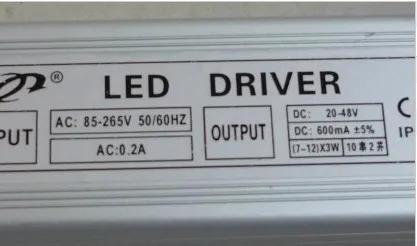 ® LED DRIVER
PUT
AC: 85-265V 50/60HZ
AC:0.2A
OUTPUT
DC: 20-48V
DC: 600mA ±5%
(7-12)X3W 10串2并
C
IP